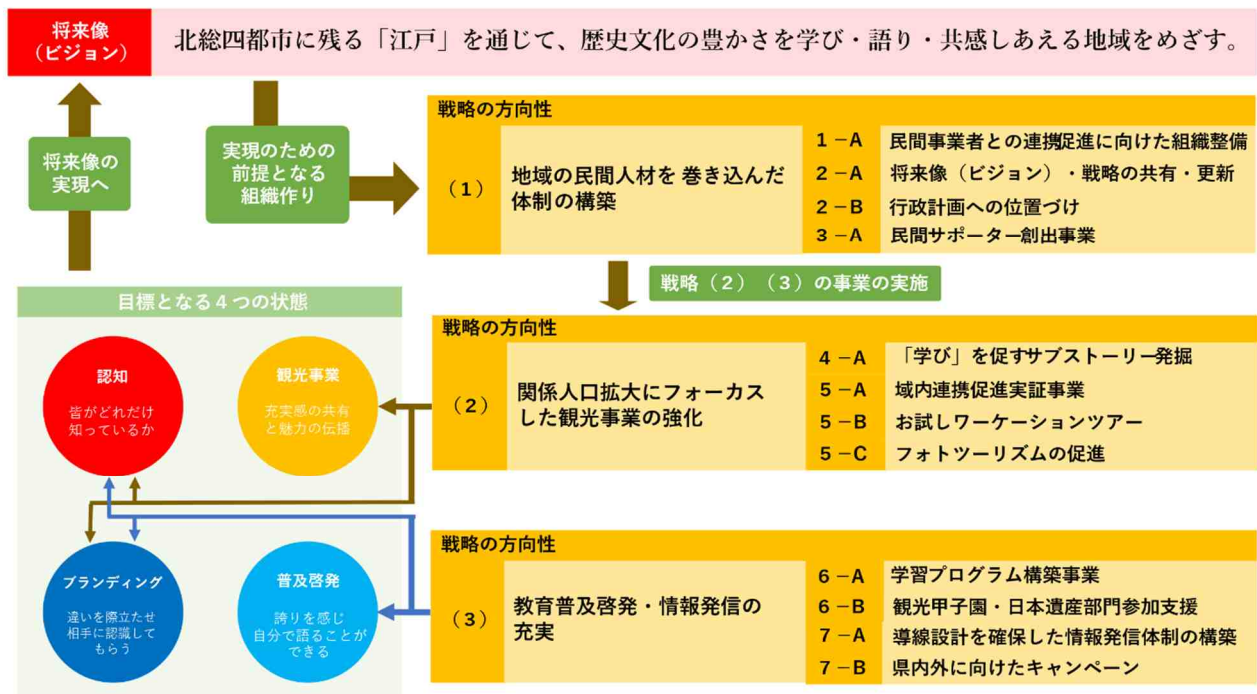 将来像
（ビジョン）
北総四都市に残る「江戸」を通じて、歴史文化の豊かさを学び・語り・共感しあえる地域をめざす。
将来像の
実現へ
実現のための
前提となる
組織作り
戦略の方向性
（１）
地域の民間人材を 巻き込んだ
体制の構築
１－A 民間事業者との連携促進に向けた組織整備
２－A 将来像（ビジョン）・戦略の共有・更新
２－B 行政計画への位置づけ
３－A 民間サポーター創出事業
戦略（２）（３）の事業の実施
目標となる４つの状態
認知
皆がどれだけ
知っているか
観光事業
充実感の共有
と魅力の伝播
ブランディング
違いを際立たせ
相手に認識して
もらう
普及啓発
誇りを感じ
自分で語ることが
できる
戦略の方向性
（２）
関係人口拡大にフォーカス
した観光事業の強化
４－A 「学び」を促すサブストーリー発掘
５－A 域内連携促進実証事業
５－B お試しワーケーションツアー
５－C フォトツーリズムの促進
戦略の方向性
（３）
教育普及啓発・情報発信の
充実
６－A 学習プログラム構築事業
６－B 観光甲子園・日本遺産部門参加支援
７－A 導線設計を確保した情報発信体制の構築
７－B 県内外に向けたキャンペーン